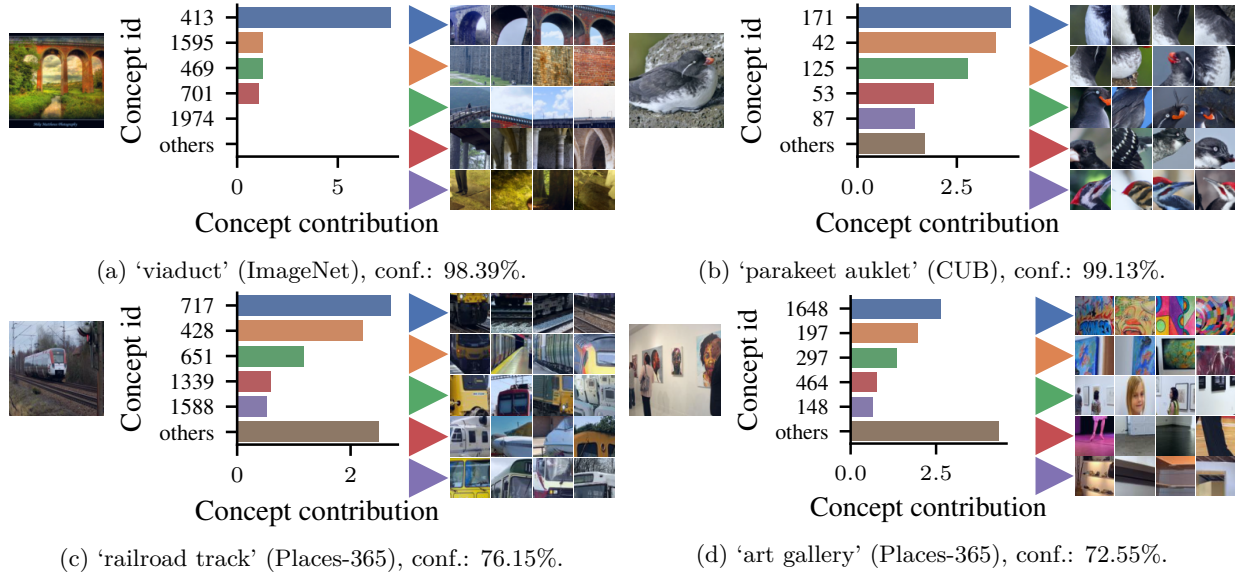 Concept id
413
1595
469
701
1974
others
0 5
Concept contribution
(a) ‘viaduct’ (ImageNet), conf.: 98.39%.
Concept id
171
42
125
53
87
others
0.0 2.5
Concept contribution
(b) ‘parakeet auklet’ (CUB), conf.: 99.13%.
Concept id
717
428
651
1339
1588
others
0 2
Concept contribution
(c) ‘railroad track’ (Places-365), conf.: 76.15%.
Concept id
1648
197
297
464
148
others
0.0 2.5
Concept contribution
(d) ‘art gallery’ (Places-365), conf.: 72.55%.